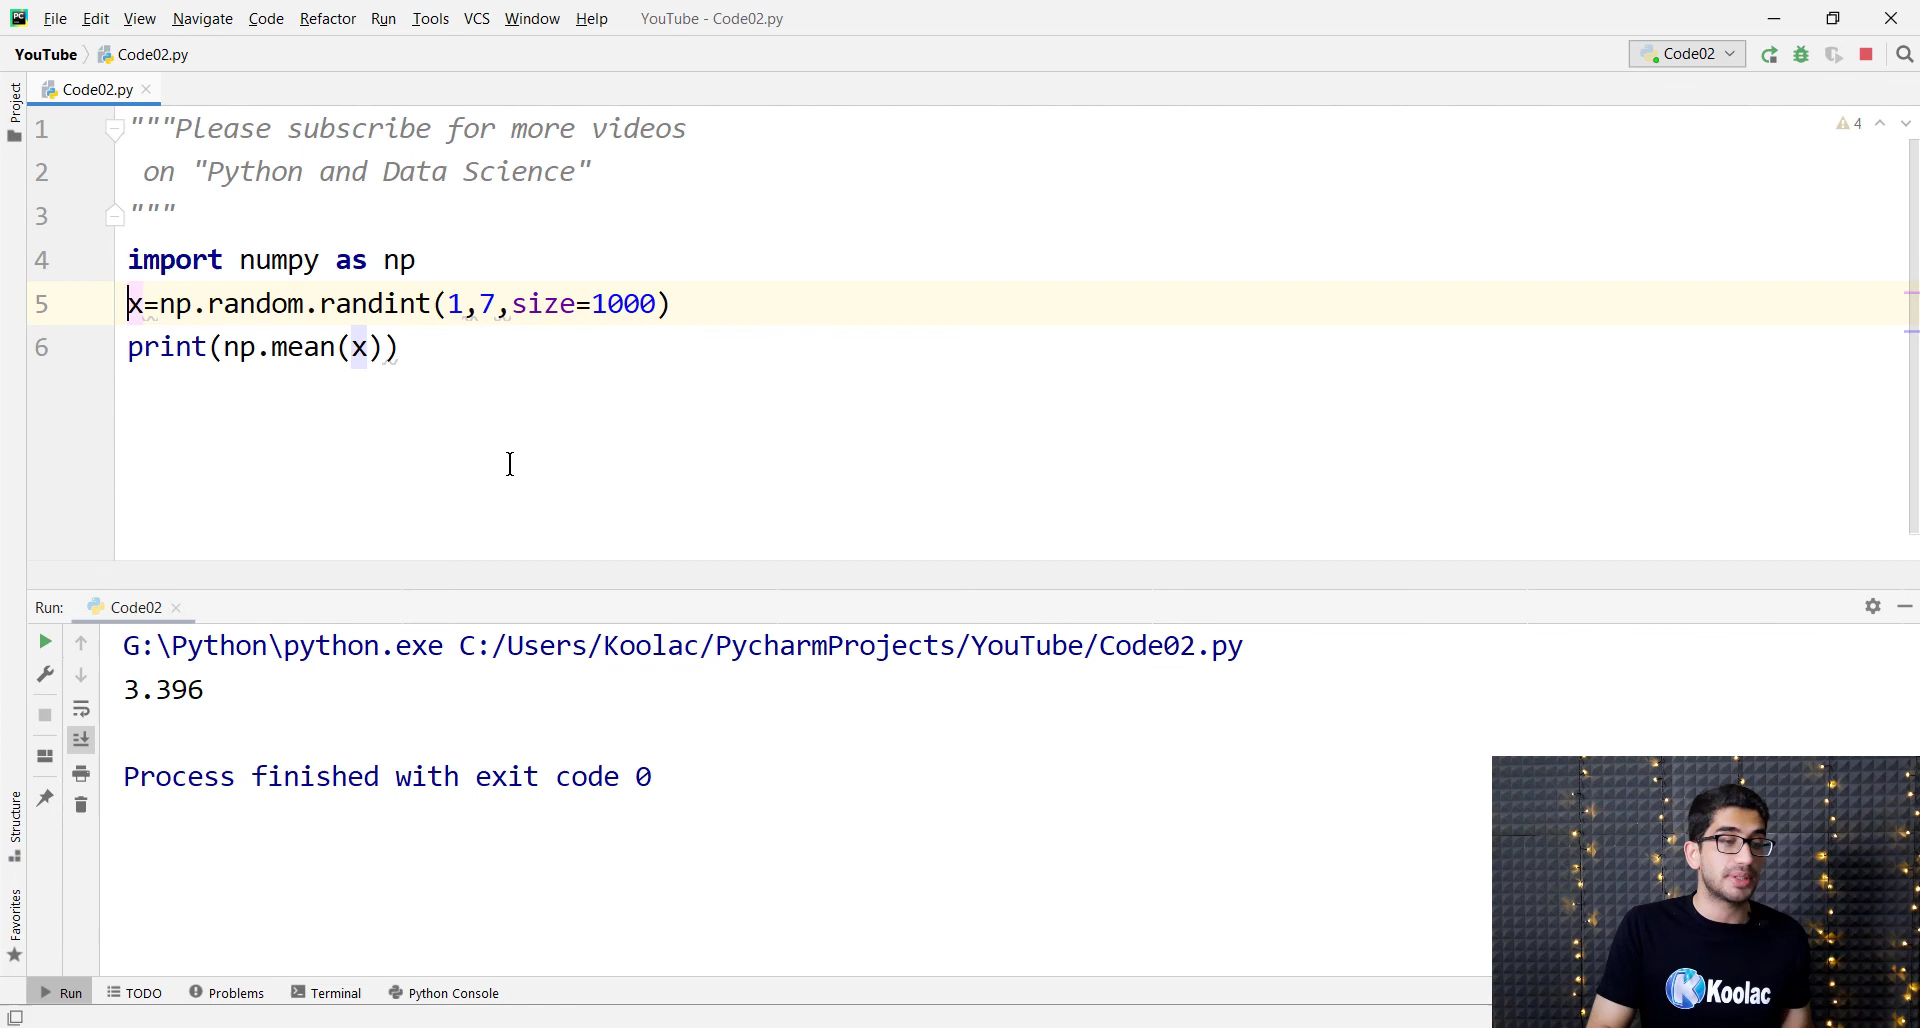 File Edit View Navigate Code Refactor Run Tools VCS Window Help YouTube - Code02.py
YouTube Code02.py
Code02
Project
Code02.py
4
1 """Please subscribe for more videos
2 on "Python and Data Science"
3 """
4 import numpy as np
5 x=np.random.randint(1,7,size=1000)
6 print(np.mean(x))
Run: Code02
G:\Python\python.exe C:/Users/Koolac/PycharmProjects/YouTube/Code02.py
3.396
Process finished with exit code 0
Structure
Favorites
Koolac
Run TODO Problems Terminal Python Console